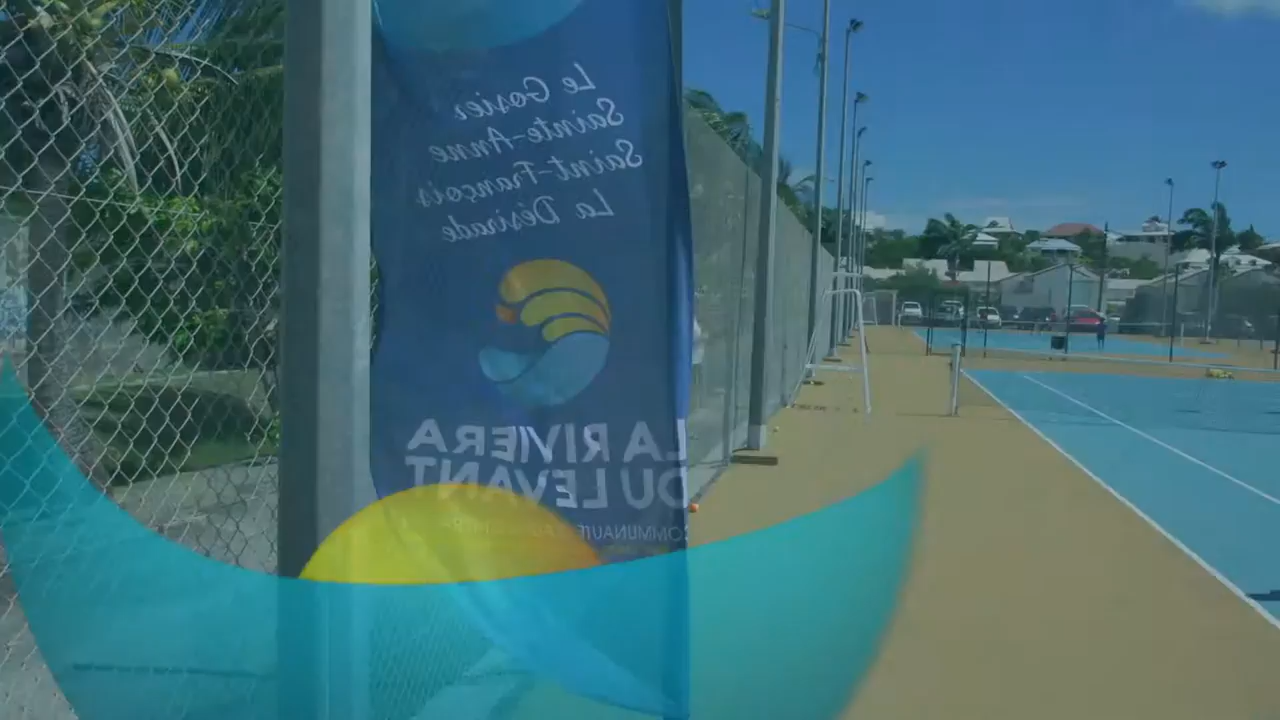 Le Gosier
Sainte-Anne
Saint-François
La Désirade
LA RIVIERA
DU LEVANT